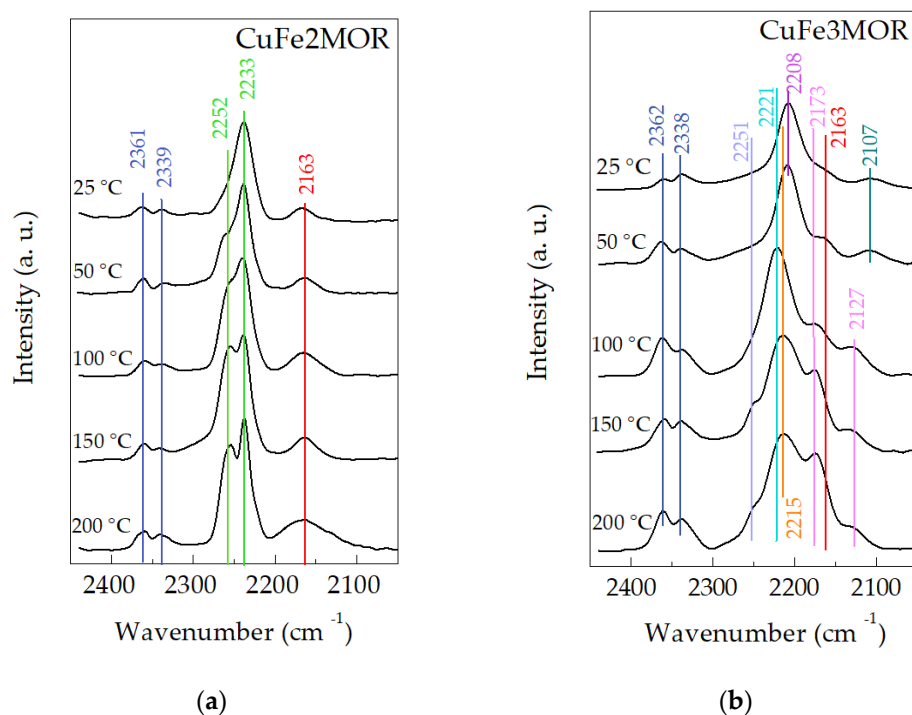 CuFe2MOR
2361
2339
2252
2233
2163
25 °C
50 °C
100 °C
150 °C
200 °C
Intensity (a. u.)
2400 2300 2200 2100
Wavenumber (cm -1)
(a)
CuFe3MOR
2362
2338
2251
2221
2208
2173
2163
2107
2127
2215
25 °C
50 °C
100 °C
150 °C
200 °C
Intensity (a. u.)
2400 2300 2200 2100
Wavenumber (cm -1)
(b)